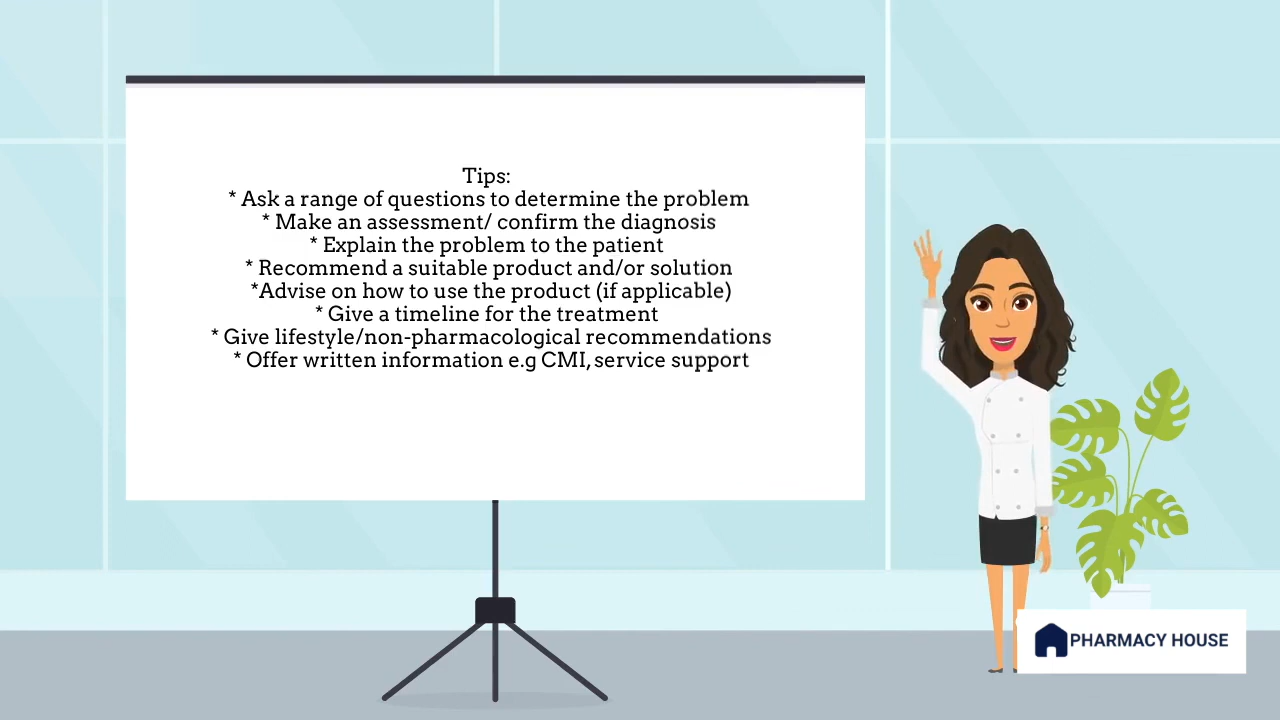 Tips:
* Ask a range of questions to determine the problem
* Make an assessment/ confirm the diagnosis
* Explain the problem to the patient
* Recommend a suitable product and/or solution
*Advise on how to use the product (if applicable)
* Give a timeline for the treatment
* Give lifestyle/non-pharmacological recommendations
* Offer written information e.g CMI, service support
PHARMACY HOUSE